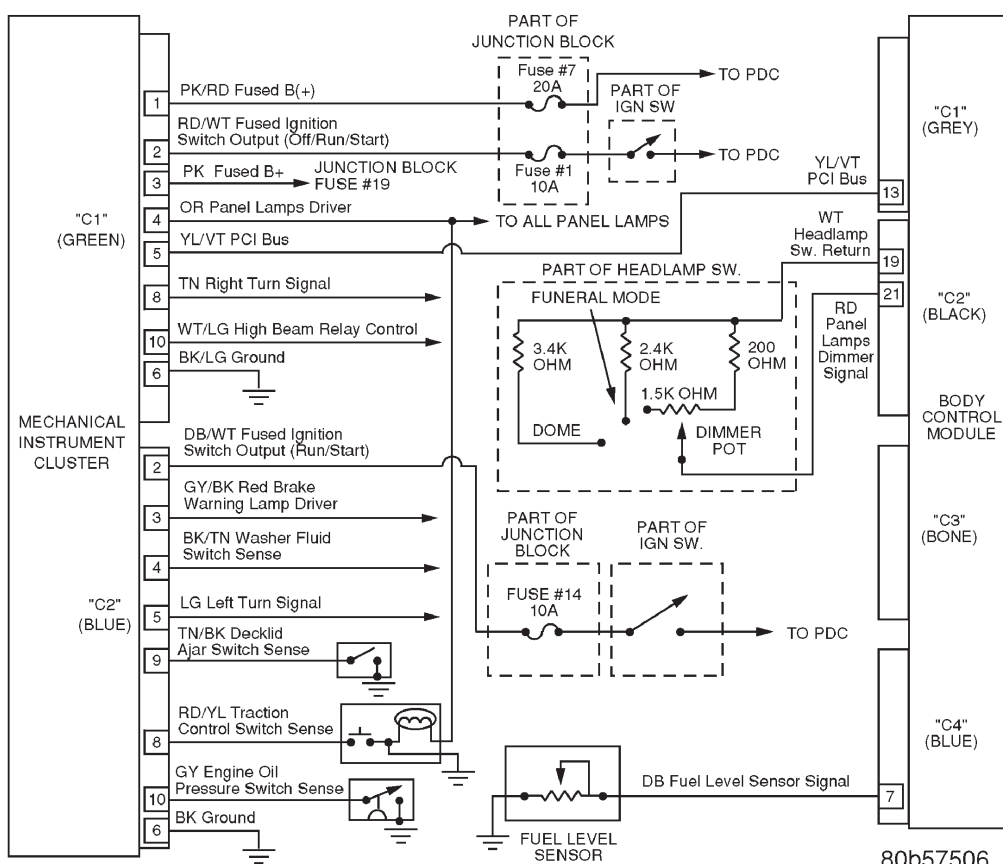 PART OF
JUNCTION BLOCK
Fuse #7
20A
TO PDC
1
PK/RD Fused B(+)
PART OF
IGN SW
RD/WT Fused Ignition
Switch Output (Off/Run/Start)
2
Fuse #1
10A
TO PDC
3
PK Fused B+
JUNCTION BLOCK
FUSE #19
4
OR Panel Lamps Driver
TO ALL PANEL LAMPS
"C1"
(GREEN)
5
YL/VT PCI Bus
8
TN Right Turn Signal
10
WT/LG High Beam Relay Control
6
BK/LG Ground
MECHANICAL
INSTRUMENT
CLUSTER
DB/WT Fused Ignition
Switch Output (Run/Start)
2
GY/BK Red Brake
Warning Lamp Driver
3
BK/TN Washer Fluid
Switch Sense
4
"C2"
(BLUE)
5
LG Left Turn Signal
TN/BK Decklid
Ajar Switch Sense
9
RD/YL Traction
Control Switch Sense
8
GY Engine Oil
Pressure Switch Sense
10
BK Ground
6
"C1"
(GREY)
YL/VT
PCI Bus
13
WT
Headlamp
Sw. Return
19
21
"C2"
(BLACK)
RD
Panel
Lamps
Dimmer
Signal
PART OF HEADLAMP SW.
FUNERAL MODE
3.4K
OHM
2.4K
OHM
200
OHM
1.5K OHM
DOME
DIMMER
POT
BODY
CONTROL
MODULE
PART OF
JUNCTION
BLOCK
PART OF
IGN SW.
FUSE #14
10A
TO PDC
"C3"
(BONE)
"C4"
(BLUE)
DB Fuel Level Sensor Signal
7
FUEL LEVEL
SENSOR
80b57506